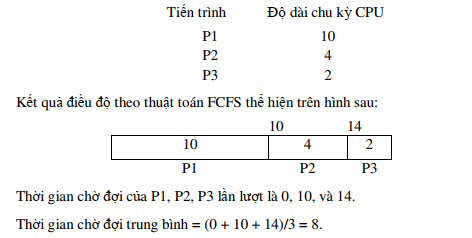 Tiến trình Độ dài chu kỳ CPU
P1 10
P2 4
P3 2
Kết quả điều độ theo thuật toán FCFS thể hiện trên hình sau:
10 14
10 4 2
P1 P2 P3
Thời gian chờ đợi của P1, P2, P3 lần lượt là 0, 10, và 14.
Thời gian chờ đợi trung bình = (0 + 10 + 14)/3 = 8.